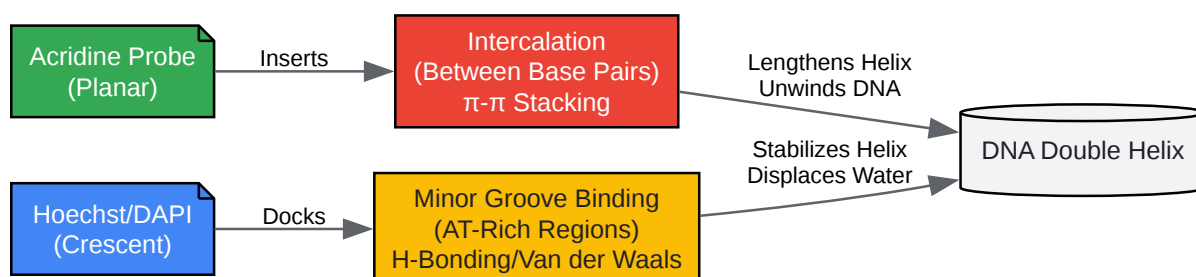 Acridine Probe
(Planar)
Inserts
Intercalation
(Between Base Pairs)
π-π Stacking
Lengthens Helix
Unwinds DNA
DNA Double Helix
Hoechst/DAPI
(Crescent)
Docks
Minor Groove Binding
(AT-Rich Regions)
H-Bonding/Van der Waals
Stabilizes Helix
Displaces Water